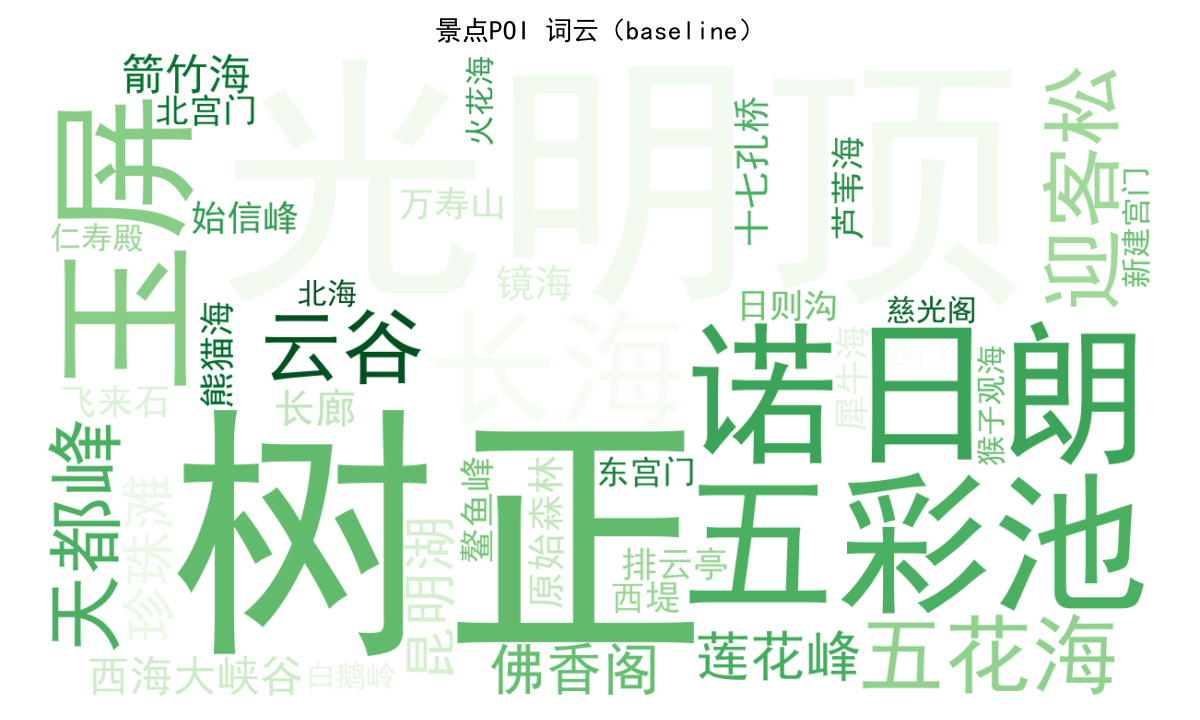 景点POI 词云（baseline）
光明顶
箭竹海
北宫门
火花海
十七孔桥
芦苇海
迎客松
新建宫门
玉屏
仁寿殿
始信峰
万寿山
镜海
北海
云谷
熊猫海
日则沟
慈光阁
长海
诺日朗
犀牛海
猴子观海
飞来石
长廊
树正
天都峰
珍珠滩
鳌鱼峰
原始森林
东宫门
五彩池
昆明湖
排云亭
西堤
西海大峡谷
白鹅岭
佛香阁
莲花峰
五花海